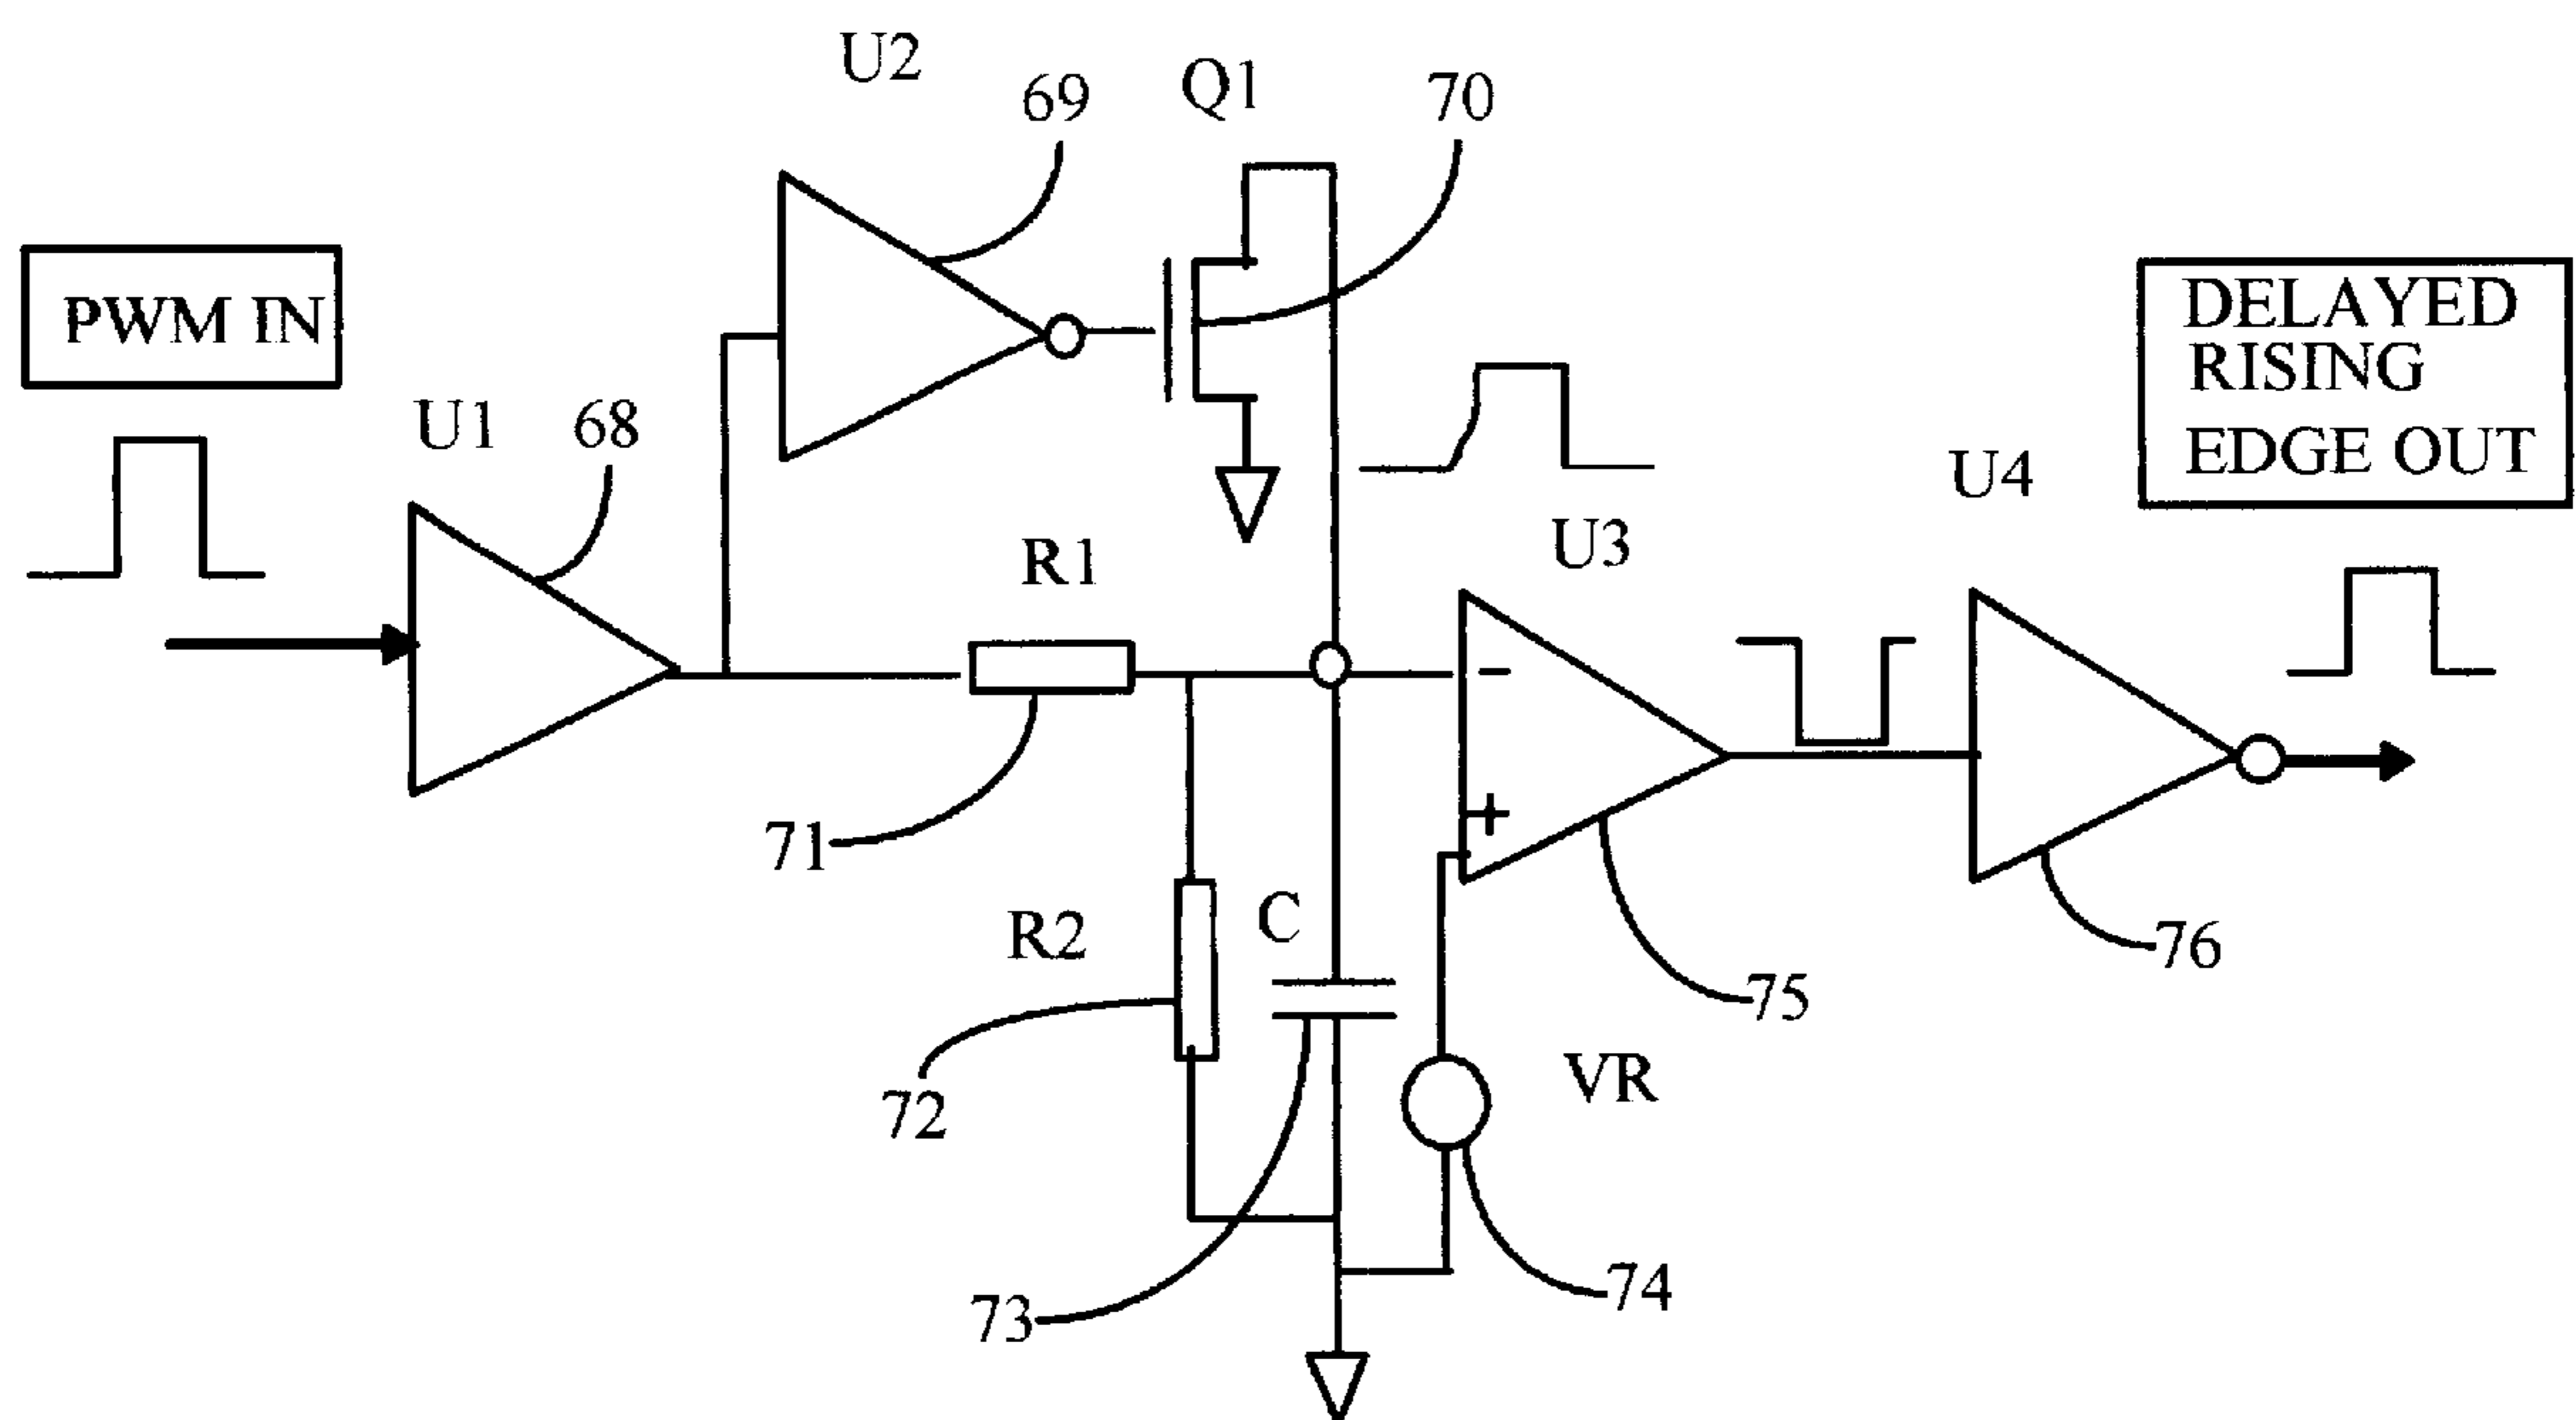 U2
69
Q1
70
PWM IN
DELAYED
RISING
EDGE OUT
U1
68
U4
R1
U3
-
+
71
R2
C
76
75
VR
72
74
73